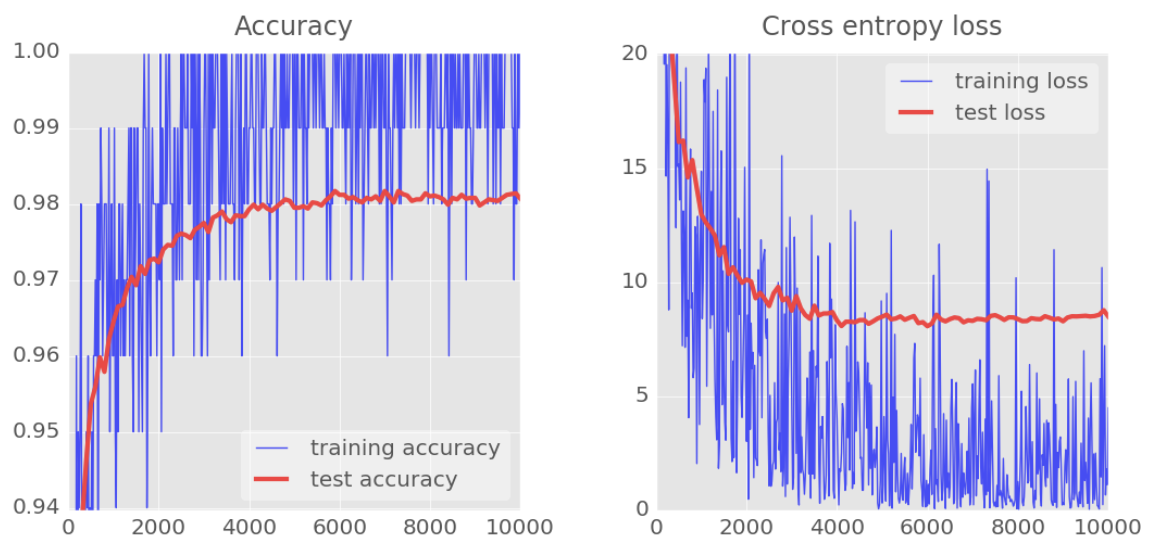 Accuracy
1.00
0.99
0.98
0.97
0.96
0.95
0.94
0 2000 4000 6000 8000 10000
training accuracy
test accuracy
Cross entropy loss
20
15
10
5
0
0 2000 4000 6000 8000 10000
training loss
test loss